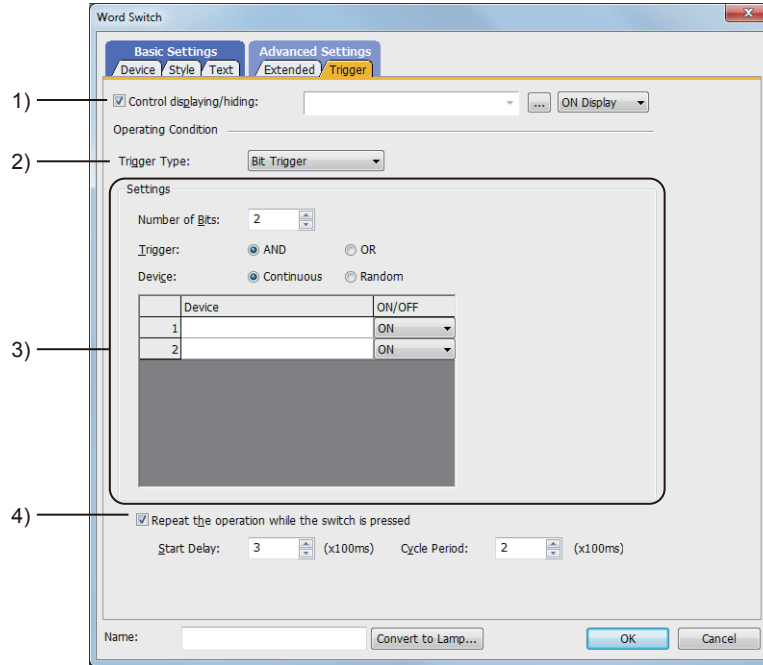 Word Switch
Basic Settings Advanced Settings
Device Style Text Extended Trigger
1) Control displaying/hiding: ... ON Display
Operating Condition
2) Trigger Type: Bit Trigger
Settings
Number of Bits: 2
Trigger: AND OR
Device: Continuous Random
Device ON/OFF
1 ON
2 ON
3)
4) Repeat the operation while the switch is pressed
Start Delay: 3 (x100ms) Cycle Period: 2 (x100ms)
Name: Convert to Lamp... OK Cancel